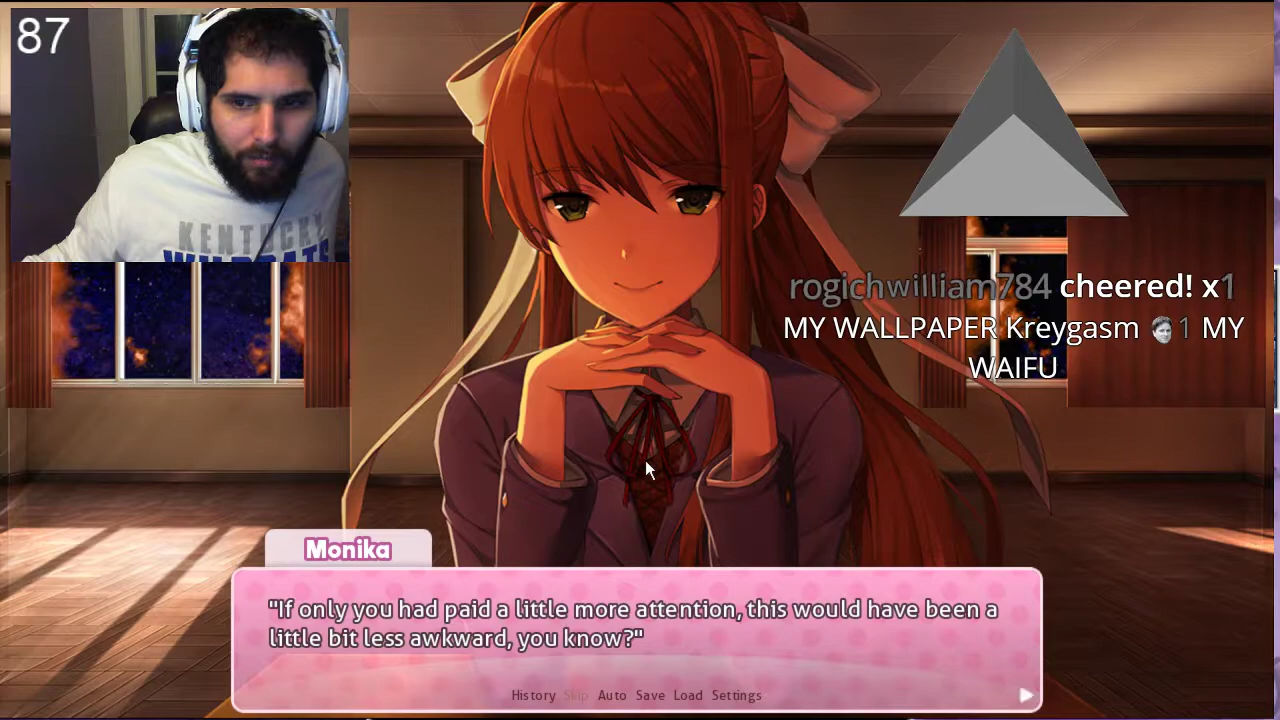 87
KENTUCKY
WILDCATS
rogichwilliam784 cheered! x1
MY WALLPAPER Kreygasm 1 MY
WAIFU
Monika
"If only you had paid a little more attention, this would have been a
little bit less awkward, you know?"
History Skip Auto Save Load Settings